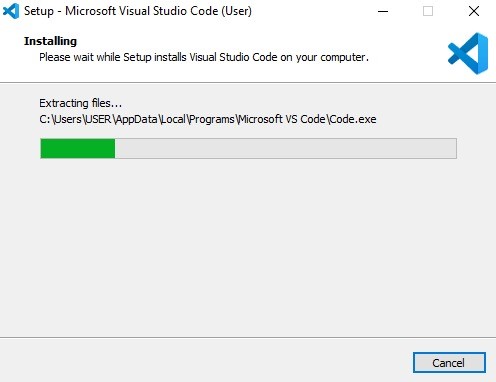 Setup - Microsoft Visual Studio Code (User)
Installing
Please wait while Setup installs Visual Studio Code on your computer.
Extracting files...
C:\Users\USER\AppData\Local\Programs\Microsoft VS Code\Code.exe
Cancel